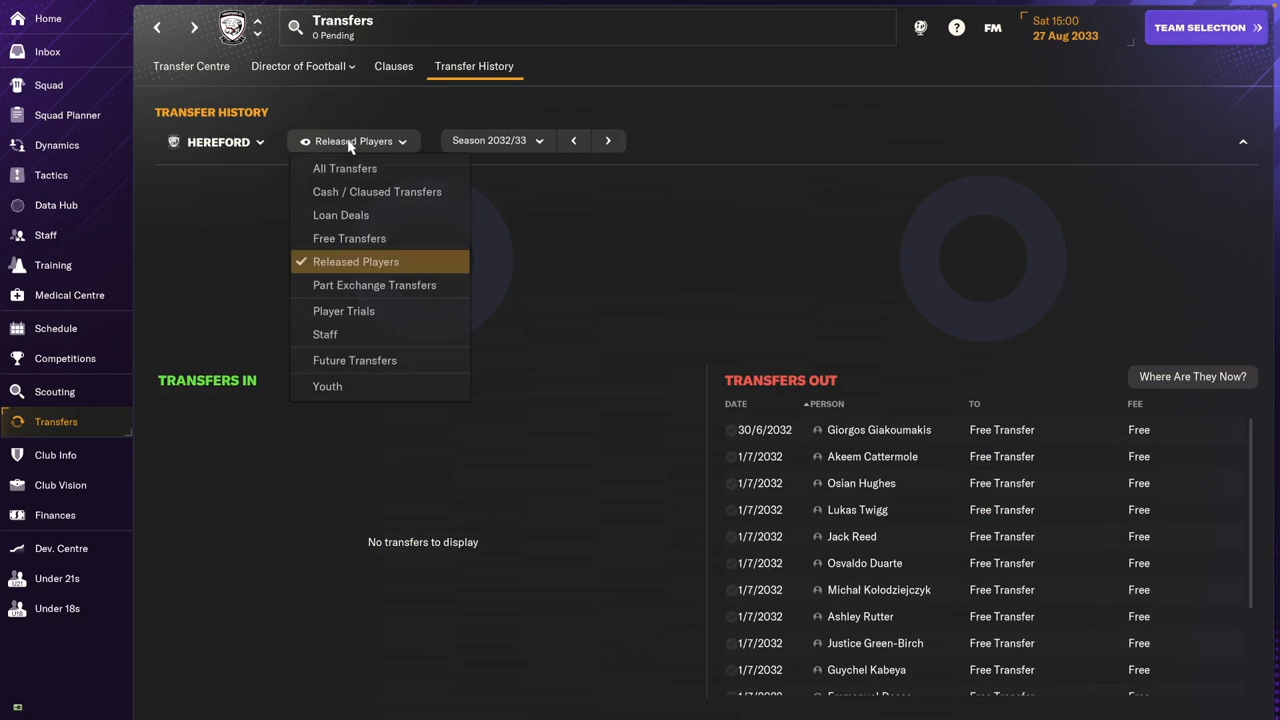 Home
Inbox
Squad
Squad Planner
Dynamics
Tactics
Data Hub
Staff
Training
Medical Centre
Schedule
Competitions
Scouting
Transfers
Club Info
Club Vision
Finances
Dev. Centre
Under 21s
Under 18s
Transfers
0 Pending
?
FM
Sat 15:00
27 Aug 2033
TEAM SELECTION
Transfer Centre
Director of Football
Clauses
Transfer History
TRANSFER HISTORY
HEREFORD
Released Players
Season 2032/33
All Transfers
Cash / Claused Transfers
Loan Deals
Free Transfers
Released Players
Part Exchange Transfers
Player Trials
Staff
Future Transfers
Youth
TRANSFERS IN
No transfers to display
TRANSFERS OUT
Where Are They Now?
DATE PERSON TO FEE
30/6/2032 Giorgos Giakoumakis Free Transfer Free
1/7/2032 Akeem Cattermole Free Transfer Free
1/7/2032 Osian Hughes Free Transfer Free
1/7/2032 Lukas Twigg Free Transfer Free
1/7/2032 Jack Reed Free Transfer Free
1/7/2032 Osvaldo Duarte Free Transfer Free
1/7/2032 Michał Kołodziejczyk Free Transfer Free
1/7/2032 Ashley Rutter Free Transfer Free
1/7/2032 Justice Green-Birch Free Transfer Free
1/7/2032 Guychel Kabeya Free Transfer Free